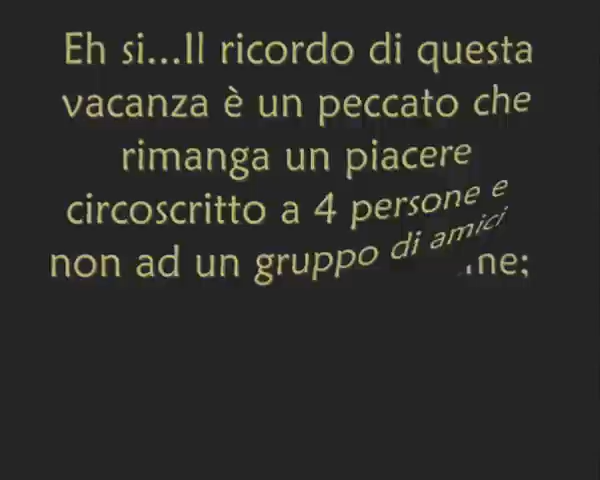 Eh si...Il ricordo di questa
vacanza è un peccato che
rimanga un piacere
circoscritto a 4 persone e
non ad un gruppo di amici